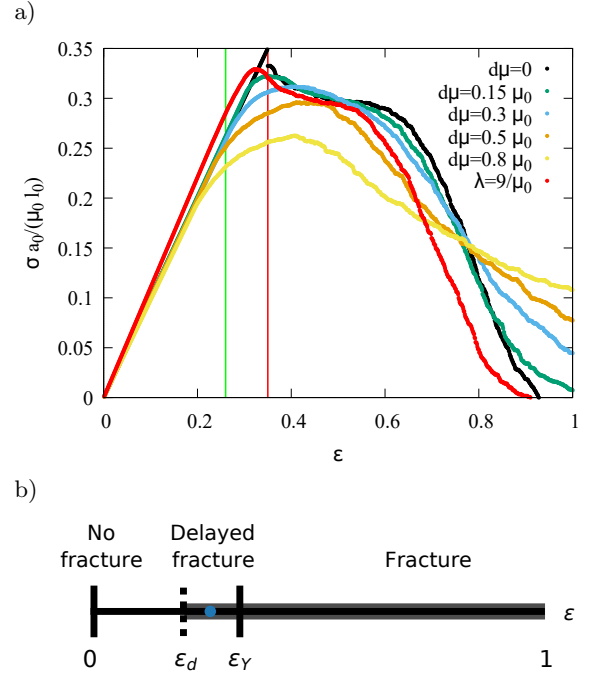 a)
0.35
0.3
0.25
0.2
0.15
0.1
0.05
0
σ a₀/(μ₀ l₀)
dμ=0
dμ=0.15 μ₀
dμ=0.3 μ₀
dμ=0.5 μ₀
dμ=0.8 μ₀
λ=9/μ₀
0 0.2 0.4 0.6 0.8 1
ε
b)
No fracture
Delayed fracture
Fracture
ε
0 ε_d ε_Y 1